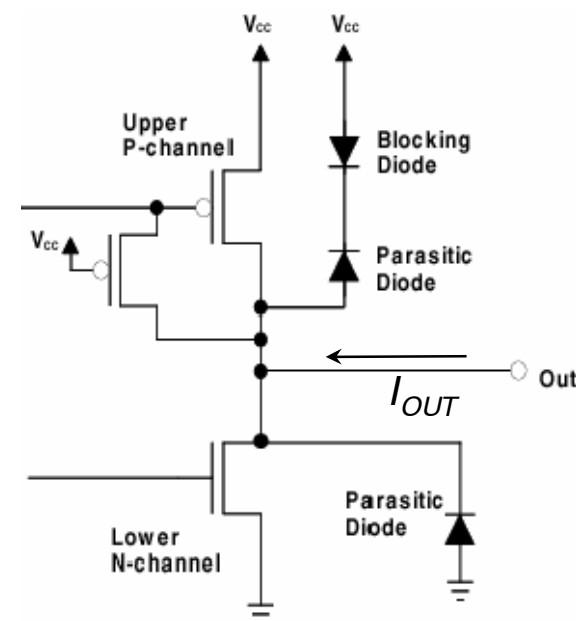 Vcc
Vcc
Upper
P-channel
Blocking
Diode
Vcc
Parasitic
Diode
IOUT
Out
Parasitic
Diode
Lower
N-channel